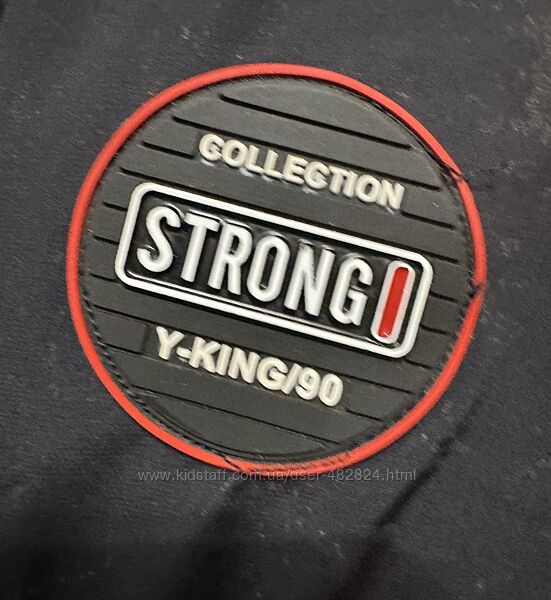 COLLECTION
STRONG
Y-KING/90
www.kidstaff.com.ua/user-482824.html